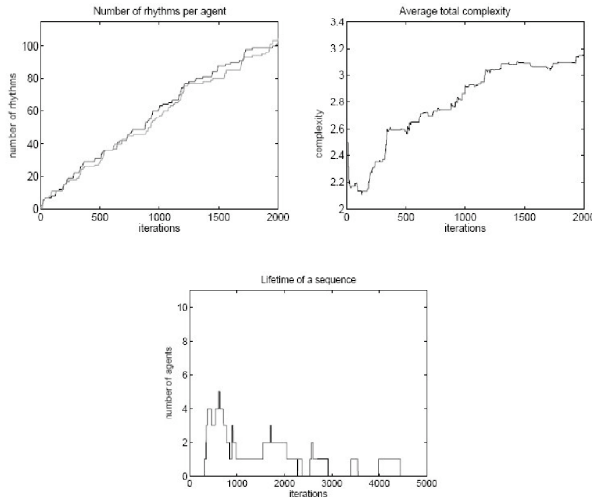 Number of rhythms per agent
number of rhythms
100
80
60
40
20
0
0 500 1000 1500 2000
iterations
Average total complexity
complexity
3.4
3.2
3
2.8
2.6
2.4
2.2
2
0 500 1000 1500 2000
iterations
Lifetime of a sequence
number of agents
10
8
6
4
2
0
0 1000 2000 3000 4000 5000
iterations